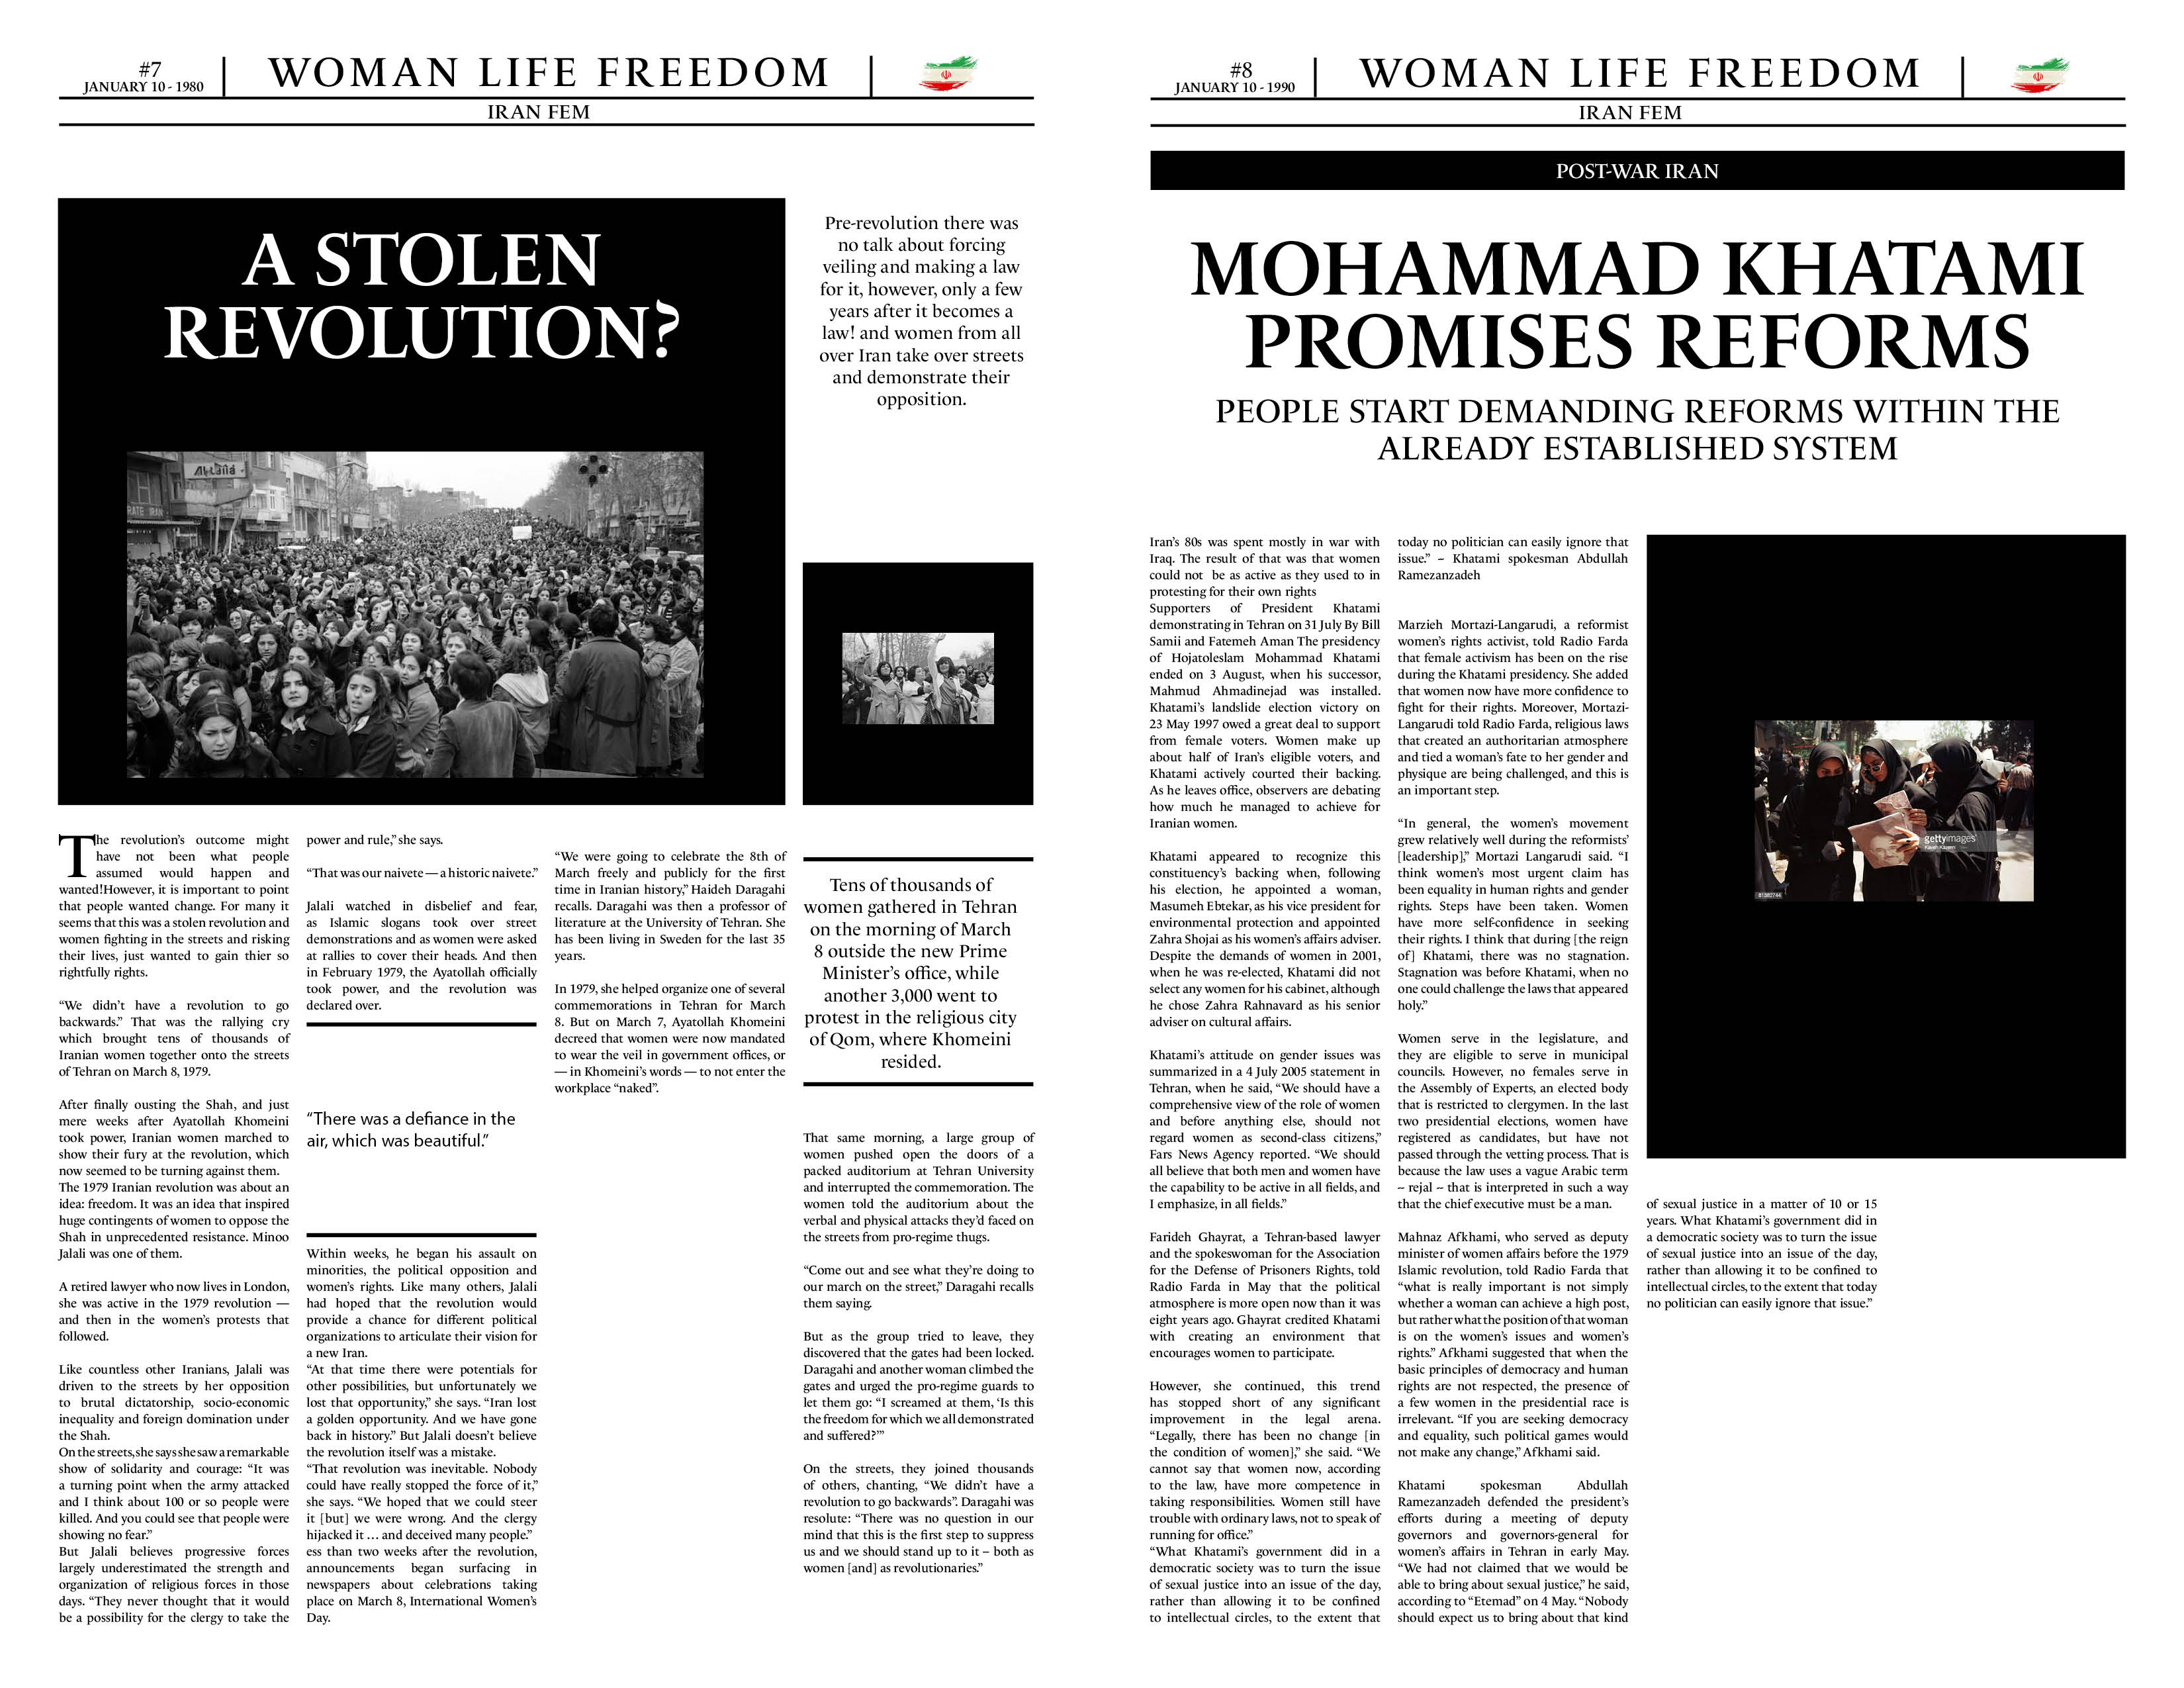 #7
JANUARY 10 - 1980
WOMAN LIFE FREEDOM
IRAN FEM
A STOLEN
REVOLUTION?
Pre-revolution there was
no talk about forcing
veiling and making a law
for it, however, only a few
years after it becomes a
law! and women from all
over Iran take over streets
and demonstrate their
opposition.
The revolution's outcome might
have not been what people
assumed would happen and
wanted!However, it is important to point
that people wanted change. For many it
seems that this was a stolen revolution and
women fighting in the streets and risking
their lives, just wanted to gain thier so
rightfully rights.
“We didn't have a revolution to go
backwards.” That was the rallying cry
which brought tens of thousands of
Iranian women together onto the streets
of Tehran on March 8, 1979.
After finally ousting the Shah, and just
mere weeks after Ayatollah Khomeini
took power, Iranian women marched to
show their fury at the revolution, which
now seemed to be turning against them.
The 1979 Iranian revolution was about an
idea: freedom. It was an idea that inspired
huge contingents of women to oppose the
Shah in unprecedented resistance. Minoo
Jalali was one of them.
A retired lawyer who now lives in London,
she was active in the 1979 revolution —
and then in the women's protests that
followed.
Like countless other Iranians, Jalali was
driven to the streets by her opposition
to brutal dictatorship, socio-economic
inequality and foreign domination under
the Shah.
On the streets, she says she saw a remarkable
show of solidarity and courage: “It was
a turning point when the army attacked
and I think about 100 or so people were
killed. And you could see that people were
showing no fear.”
But Jalali believes progressive forces
largely underestimated the strength and
organization of religious forces in those
days. “They never thought that it would
be a possibility for the clergy to take the
power and rule,” she says.
“That was our naivete — a historic naivete.”
Jalali watched in disbelief and fear,
as Islamic slogans took over street
demonstrations and as women were asked
at rallies to cover their heads. And then
in February 1979, the Ayatollah officially
took power, and the revolution was
declared over.
“There was a defiance in the
air, which was beautiful.”
Within weeks, he began his assault on
minorities, the political opposition and
women's rights. Like many others, Jalali
had hoped that the revolution would
provide a chance for different political
organizations to articulate their vision for
a new Iran.
“At that time there were potentials for
other possibilities, but unfortunately we
lost that opportunity,” she says. “Iran lost
a golden opportunity. And we have gone
back in history.” But Jalali doesn't believe
the revolution itself was a mistake.
“That revolution was inevitable. Nobody
could have really stopped the force of it,”
she says. “We hoped that we could steer
it [but] we were wrong. And the clergy
hijacked it … and deceived many people.”
ess than two weeks after the revolution,
announcements began surfacing in
newspapers about celebrations taking
place on March 8, International Women's
Day.
“We were going to celebrate the 8th of
March freely and publicly for the first
time in Iranian history,” Haideh Daragahi
recalls. Daragahi was then a professor of
literature at the University of Tehran. She
has been living in Sweden for the last 35
years.
In 1979, she helped organize one of several
commemorations in Tehran for March
8. But on March 7, Ayatollah Khomeini
decreed that women were now mandated
to wear the veil in government offices, or
— in Khomeini's words — to not enter the
workplace “naked”.
Tens of thousands of
women gathered in Tehran
on the morning of March
8 outside the new Prime
Minister's office, while
another 3,000 went to
protest in the religious city
of Qom, where Khomeini
resided.
That same morning, a large group of
women pushed open the doors of a
packed auditorium at Tehran University
and interrupted the commemoration. The
women told the auditorium about the
verbal and physical attacks they'd faced on
the streets from pro-regime thugs.
“Come out and see what they're doing to
our march on the street,” Daragahi recalls
them saying.
But as the group tried to leave, they
discovered that the gates had been locked.
Daragahi and another woman climbed the
gates and urged the pro-regime guards to
let them go: “I screamed at them, ‘Is this
the freedom for which we all demonstrated
and suffered?’”
On the streets, they joined thousands
of others, chanting, “We didn't have a
revolution to go backwards”. Daragahi was
resolute: “There was no question in our
mind that this is the first step to suppress
us and we should stand up to it – both as
women [and] as revolutionaries.”
#8
JANUARY 10 - 1990
WOMAN LIFE FREEDOM
IRAN FEM
POST-WAR IRAN
MOHAMMAD KHATAMI
PROMISES REFORMS
PEOPLE START DEMANDING REFORMS WITHIN THE
ALREADY ESTABLISHED SYSTEM
Iran's 80s was spent mostly in war with
Iraq. The result of that was that women
could not be as active as they used to in
protesting for their own rights
Supporters of President Khatami
demonstrating in Tehran on 31 July By Bill
Samii and Fatemeh Aman The presidency
of Hojatoleslam Mohammad Khatami
ended on 3 August, when his successor,
Mahmud Ahmadinejad was installed.
Khatami's landslide election victory on
23 May 1997 owed a great deal to support
from female voters. Women make up
about half of Iran's eligible voters, and
Khatami actively courted their backing.
As he leaves office, observers are debating
how much he managed to achieve for
Iranian women.
Khatami appeared to recognize this
constituency's backing when, following
his election, he appointed a woman,
Masumeh Ebtekar, as his vice president for
environmental protection and appointed
Zahra Shojai as his women's affairs adviser.
Despite the demands of women in 2001,
when he was re-elected, Khatami did not
select any women for his cabinet, although
he chose Zahra Rahnavard as his senior
adviser on cultural affairs.
Khatami's attitude on gender issues was
summarized in a 4 July 2005 statement in
Tehran, when he said, “We should have a
comprehensive view of the role of women
and before anything else, should not
regard women as second-class citizens,”
Fars News Agency reported. “We should
all believe that both men and women have
the capability to be active in all fields, and
I emphasize, in all fields.”
Farideh Ghayrat, a Tehran-based lawyer
and the spokeswoman for the Association
for the Defense of Prisoners Rights, told
Radio Farda in May that the political
atmosphere is more open now than it was
eight years ago. Ghayrat credited Khatami
with creating an environment that
encourages women to participate.
However, she continued, this trend
has stopped short of any significant
improvement in the legal arena.
“Legally, there has been no change [in
the condition of women],” she said. “We
cannot say that women now, according
to the law, have more competence in
taking responsibilities. Women still have
trouble with ordinary laws, not to speak of
running for office.”
“What Khatami's government did in a
democratic society was to turn the issue
of sexual justice into an issue of the day,
rather than allowing it to be confined
to intellectual circles, to the extent that
today no politician can easily ignore that
issue.” – Khatami spokesman Abdullah
Ramezanzadeh
Marzieh Mortazi-Langarudi, a reformist
women's rights activist, told Radio Farda
that female activism has been on the rise
during the Khatami presidency. She added
that women now have more confidence to
fight for their rights. Moreover, Mortazi-
Langarudi told Radio Farda, religious laws
that created an authoritarian atmosphere
and tied a woman's fate to her gender and
physique are being challenged, and this is
an important step.
“In general, the women's movement
grew relatively well during the reformists'
[leadership],” Mortazi Langarudi said. “I
think women's most urgent claim has
been equality in human rights and gender
rights. Steps have been taken. Women
have more self-confidence in seeking
their rights. I think that during [the reign
of] Khatami, there was no stagnation.
Stagnation was before Khatami, when no
one could challenge the laws that appeared
holy.”
Women serve in the legislature, and
they are eligible to serve in municipal
councils. However, no females serve in
the Assembly of Experts, an elected body
that is restricted to clergymen. In the last
two presidential elections, women have
registered as candidates, but have not
passed through the vetting process. That is
because the law uses a vague Arabic term
-- rejal -- that is interpreted in such a way
that the chief executive must be a man.
Mahnaz Afkhami, who served as deputy
minister of women affairs before the 1979
Islamic revolution, told Radio Farda that
“what is really important is not simply
whether a woman can achieve a high post,
but rather what the position of that woman
is on the women's issues and women's
rights.” Afkhami suggested that when the
basic principles of democracy and human
rights are not respected, the presence of
a few women in the presidential race is
irrelevant. “If you are seeking democracy
and equality, such political games would
not make any change,” Afkhami said.
Khatami spokesman Abdullah
Ramezanzadeh defended the president's
efforts during a meeting of deputy
governors and governors-general for
women's affairs in Tehran in early May.
“We had not claimed that we would be
able to bring about sexual justice,” he said,
according to “Etemad” on 4 May. “Nobody
should expect us to bring about that kind
gettyimages
of sexual justice in a matter of 10 or 15
years. What Khatami's government did in
a democratic society was to turn the issue
of sexual justice into an issue of the day,
rather than allowing it to be confined to
intellectual circles, to the extent that today
no politician can easily ignore that issue.”